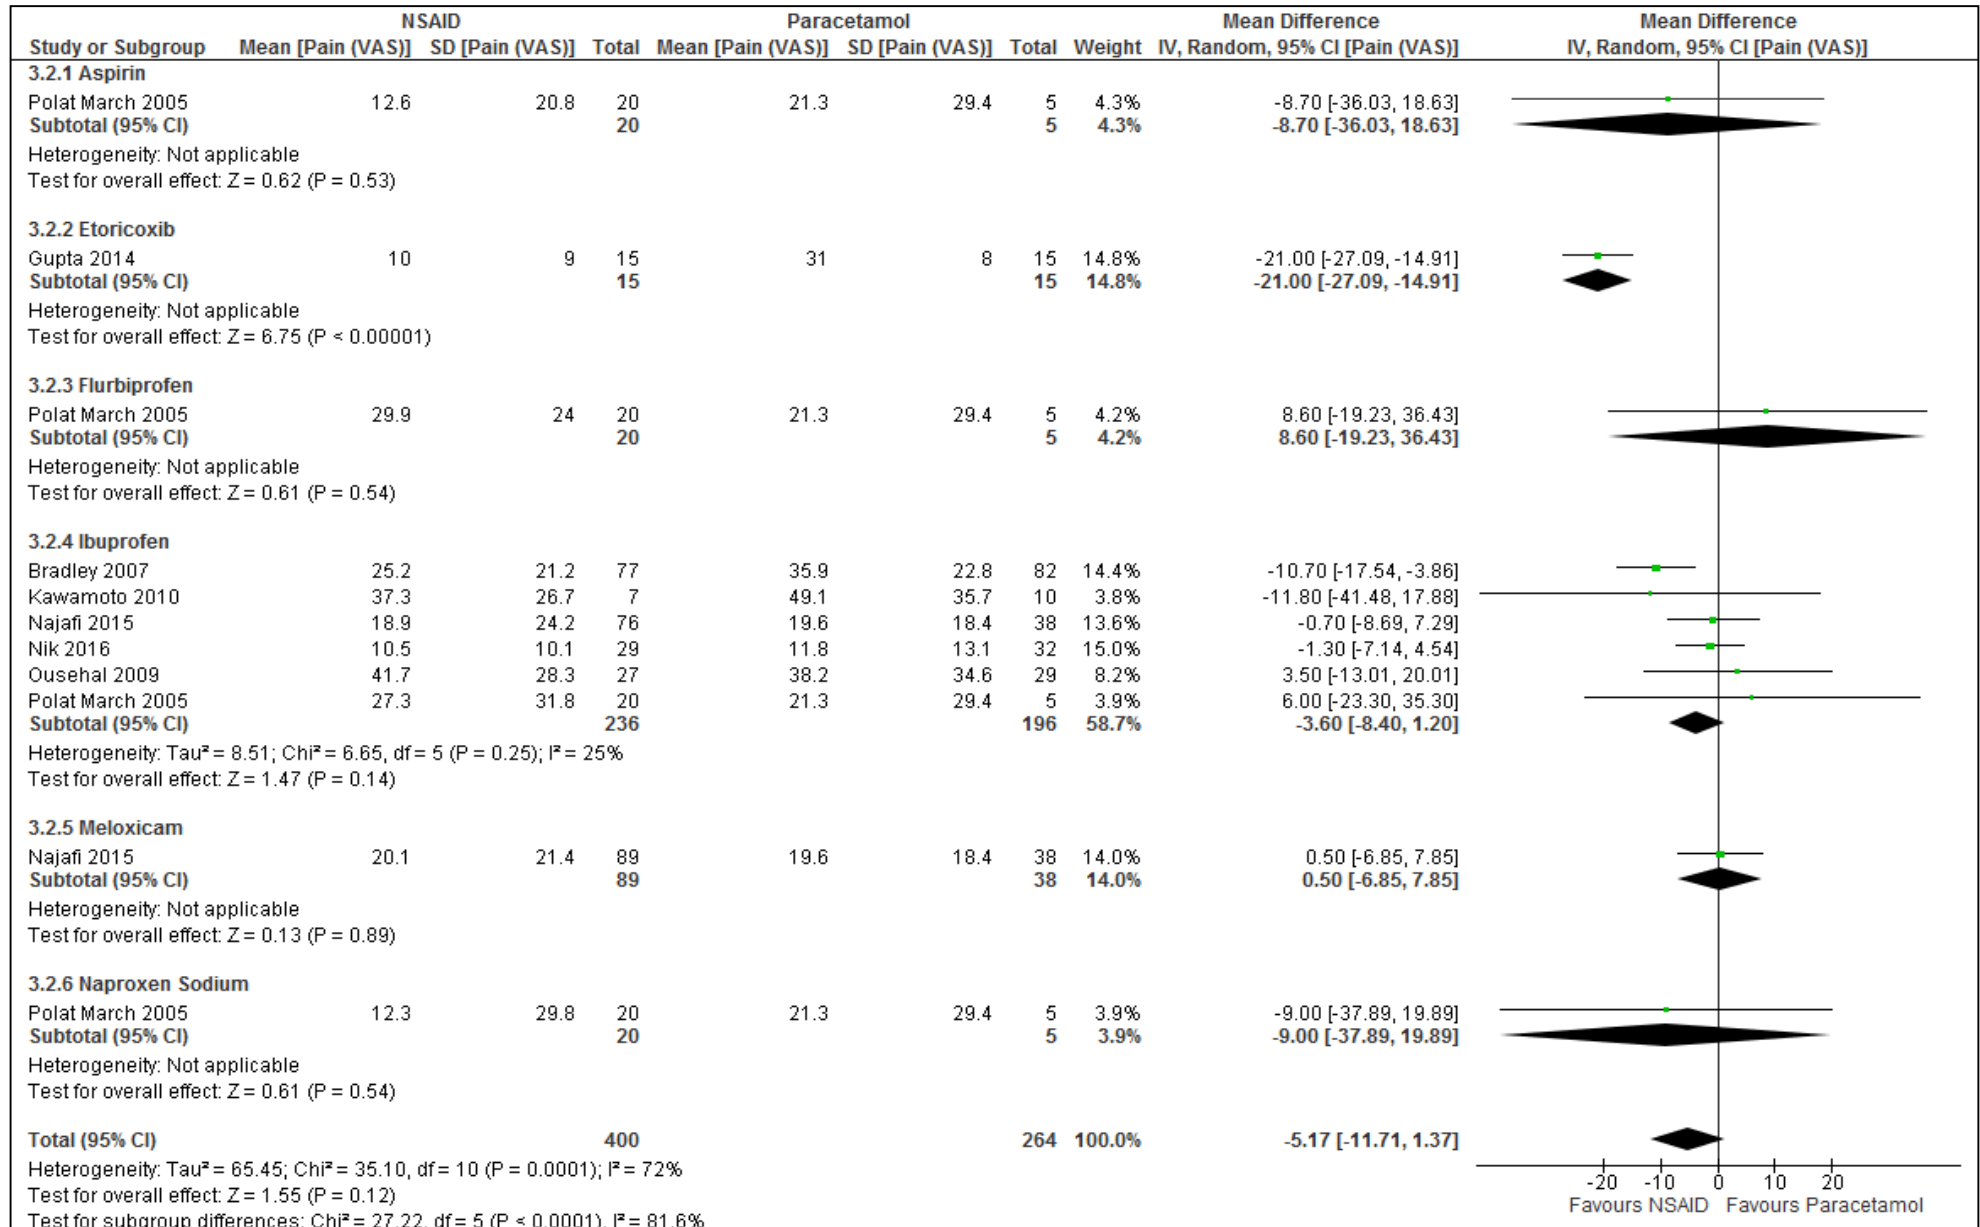 NSAID Paracetamol Mean Difference Mean Difference
Study or Subgroup Mean [Pain (VAS)] SD [Pain (VAS)] Total Mean [Pain (VAS)] SD [Pain (VAS)] Total Weight IV, Random, 95% CI [Pain (VAS)] IV, Random, 95% CI [Pain (VAS)]
3.2.1 Aspirin
Polat March 2005 12.6 20.8 20 21.3 29.4 5 4.3% -8.70 [-36.03, 18.63]
Subtotal (95% CI) 20 5 4.3% -8.70 [-36.03, 18.63]
Heterogeneity: Not applicable
Test for overall effect: Z = 0.62 (P = 0.53)
3.2.2 Etoricoxib
Gupta 2014 10 9 15 31 8 15 14.8% -21.00 [-27.09, -14.91]
Subtotal (95% CI) 15 15 14.8% -21.00 [-27.09, -14.91]
Heterogeneity: Not applicable
Test for overall effect: Z = 6.75 (P < 0.00001)
3.2.3 Flurbiprofen
Polat March 2005 29.9 24 20 21.3 29.4 5 4.2% 8.60 [-19.23, 36.43]
Subtotal (95% CI) 20 5 4.2% 8.60 [-19.23, 36.43]
Heterogeneity: Not applicable
Test for overall effect: Z = 0.61 (P = 0.54)
3.2.4 Ibuprofen
Bradley 2007 25.2 21.2 77 35.9 22.8 82 14.4% -10.70 [-17.54, -3.86]
Kawamoto 2010 37.3 26.7 7 49.1 35.7 10 3.8% -11.80 [-41.48, 17.88]
Najafi 2015 18.9 24.2 76 19.6 18.4 38 13.6% -0.70 [-8.69, 7.29]
Nik 2016 10.5 10.1 29 11.8 13.1 32 15.0% -1.30 [-7.14, 4.54]
Ousehal 2009 41.7 28.3 27 38.2 34.6 29 8.2% 3.50 [-13.01, 20.01]
Polat March 2005 27.3 31.8 20 21.3 29.4 5 3.9% 6.00 [-23.30, 35.30]
Subtotal (95% CI) 236 196 58.7% -3.60 [-8.40, 1.20]
Heterogeneity: Tau² = 8.51; Chi² = 6.65, df = 5 (P = 0.25); I² = 25%
Test for overall effect: Z = 1.47 (P = 0.14)
3.2.5 Meloxicam
Najafi 2015 20.1 21.4 89 19.6 18.4 38 14.0% 0.50 [-6.85, 7.85]
Subtotal (95% CI) 89 38 14.0% 0.50 [-6.85, 7.85]
Heterogeneity: Not applicable
Test for overall effect: Z = 0.13 (P = 0.89)
3.2.6 Naproxen Sodium
Polat March 2005 12.3 29.8 20 21.3 29.4 5 3.9% -9.00 [-37.89, 19.89]
Subtotal (95% CI) 20 5 3.9% -9.00 [-37.89, 19.89]
Heterogeneity: Not applicable
Test for overall effect: Z = 0.61 (P = 0.54)
Total (95% CI) 400 264 100.0% -5.17 [-11.71, 1.37]
Heterogeneity: Tau² = 65.45; Chi² = 35.10, df = 10 (P = 0.0001); I² = 72%
Test for overall effect: Z = 1.55 (P = 0.12)
Test for subgroup differences: Chi² = 27.22, df = 5 (P < 0.0001), I² = 81.6%
-20 -10 0 10 20
Favours NSAID Favours Paracetamol